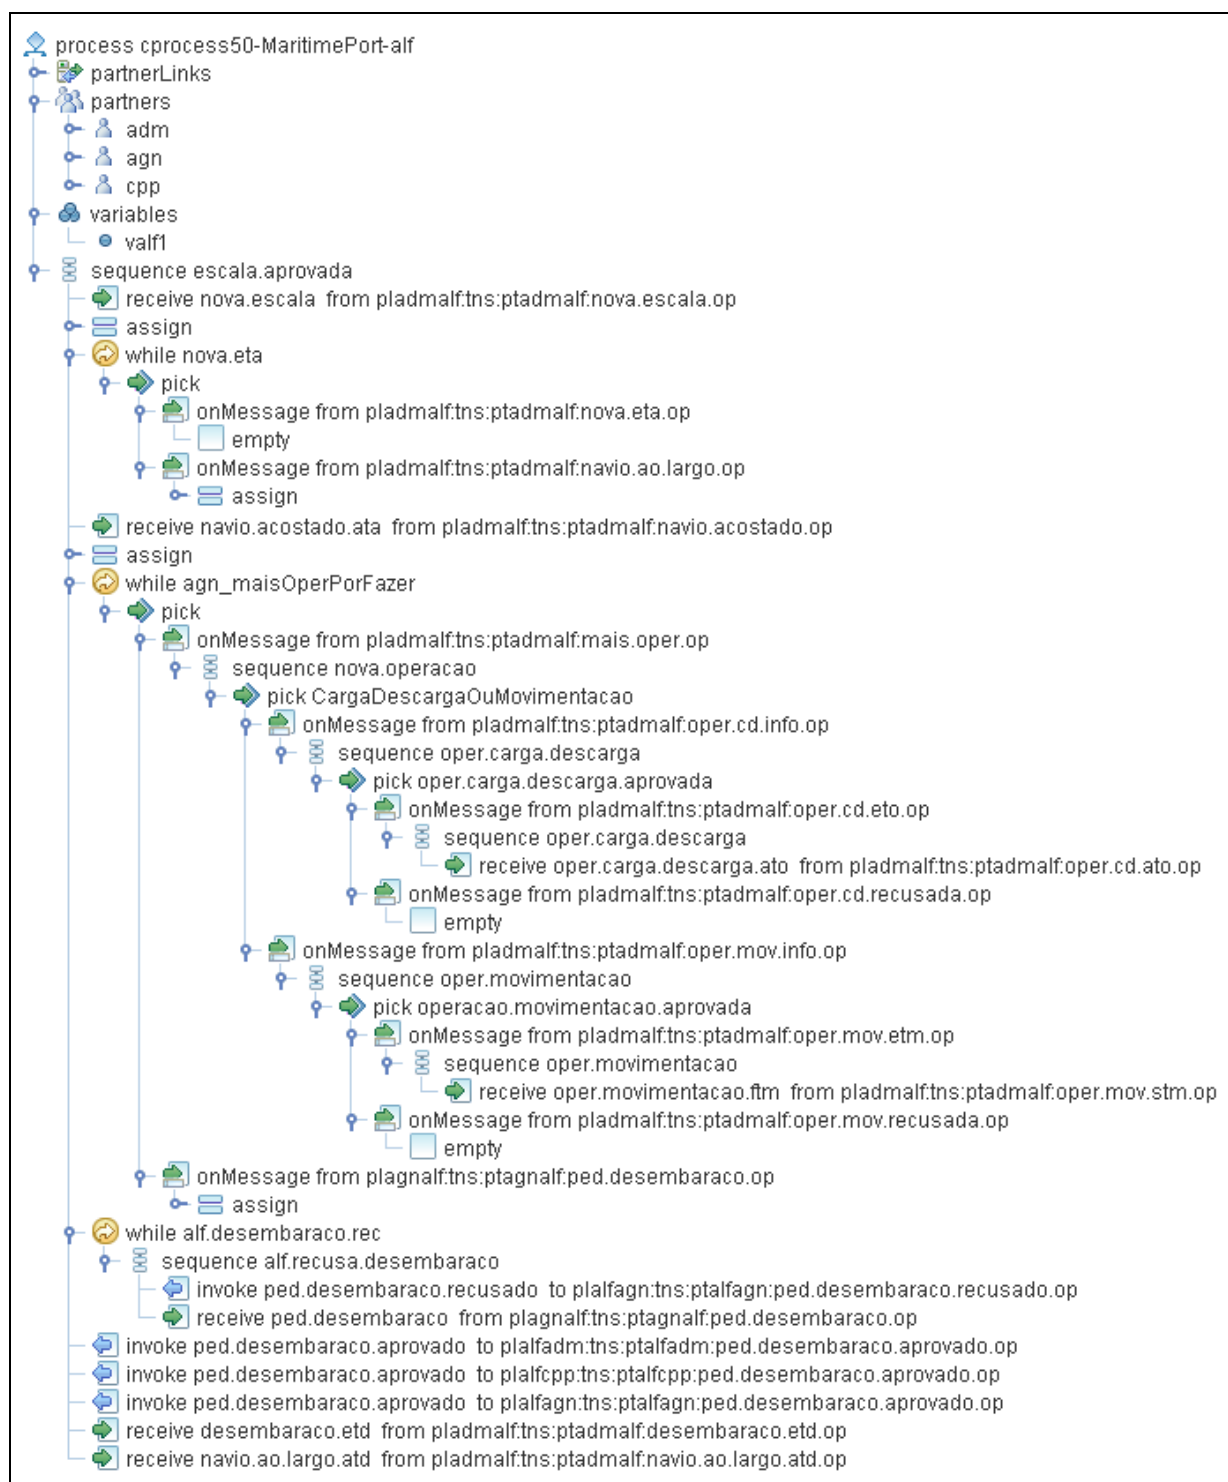 process cprocess50-MaritimePort-alf
partnerLinks
partners
adm
agn
cpp
variables
valf1
sequence escala.aprovada
receive nova.escala from pladmalf:tns:ptadmalf:nova.escala.op
assign
while nova.eta
pick
onMessage from pladmalf:tns:ptadmalf:nova.eta.op
empty
onMessage from pladmalf:tns:ptadmalf:navio.ao.largo.op
assign
receive navio.acostado.ata from pladmalf:tns:ptadmalf:navio.acostado.op
assign
while agn_maisOperPorFazer
pick
onMessage from pladmalf:tns:ptadmalf:mais.oper.op
sequence nova.operacao
pick CargaDescargaOuMovimentacao
onMessage from pladmalf:tns:ptadmalf:oper.cd.info.op
sequence oper.carga.descarga
pick oper.carga.descarga.aprovada
onMessage from pladmalf:tns:ptadmalf:oper.cd.eto.op
sequence oper.carga.descarga
receive oper.carga.descarga.ato from pladmalf:tns:ptadmalf:oper.cd.ato.op
onMessage from pladmalf:tns:ptadmalf:oper.cd.recusada.op
empty
onMessage from pladmalf:tns:ptadmalf:oper.mov.info.op
sequence oper.movimentacao
pick operacao.movimentacao.aprovada
onMessage from pladmalf:tns:ptadmalf:oper.mov.etm.op
sequence oper.movimentacao
receive oper.movimentacao.ftm from pladmalf:tns:ptadmalf:oper.mov.stm.op
onMessage from pladmalf:tns:ptadmalf:oper.mov.recusada.op
empty
onMessage from plagnalf:tns:ptagnalf:ped.desembaraco.op
assign
while alf.desembaraco.rec
sequence alf.recusa.desembaraco
invoke ped.desembaraco.recusado to plalfagn:tns:ptalfagn:ped.desembaraco.recusado.op
receive ped.desembaraco from plagnalf:tns:ptagnalf:ped.desembaraco.op
invoke ped.desembaraco.aprovado to plalfadm:tns:ptalfadm:ped.desembaraco.aprovado.op
invoke ped.desembaraco.aprovado to plalfcpp:tns:ptalfcpp:ped.desembaraco.aprovado.op
invoke ped.desembaraco.aprovado to plalfagn:tns:ptalfagn:ped.desembaraco.aprovado.op
receive desembaraco.etd from pladmalf:tns:ptadmalf:desembaraco.etd.op
receive navio.ao.largo.atd from pladmalf:tns:ptadmalf:navio.ao.largo.atd.op